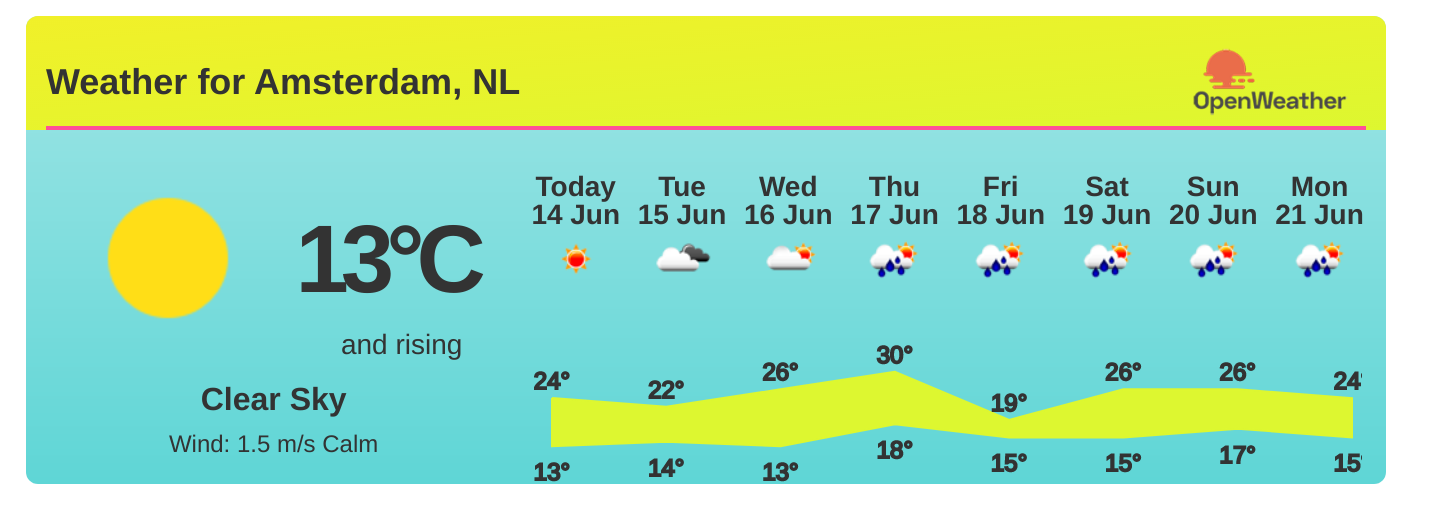 Weather for Amsterdam, NL
OpenWeather
13°C
and rising
Clear Sky
Wind: 1.5 m/s Calm
Today Tue Wed Thu Fri Sat Sun Mon
14 Jun 15 Jun 16 Jun 17 Jun 18 Jun 19 Jun 20 Jun 21 Jun
24° 22° 26° 30° 19° 26° 26° 24°
13° 14° 13° 18° 15° 15° 17° 15°